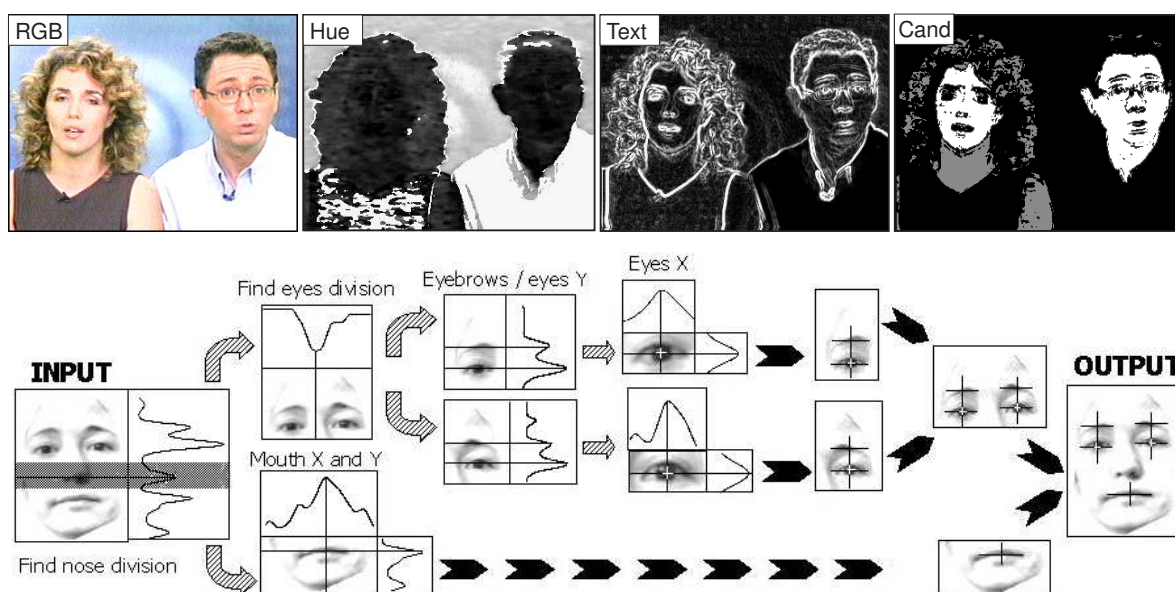 RGB
Hue
Text
Cand
Eyebrows / eyes Y
Eyes X
Find eyes division
INPUT
OUTPUT
Mouth X and Y
Find nose division